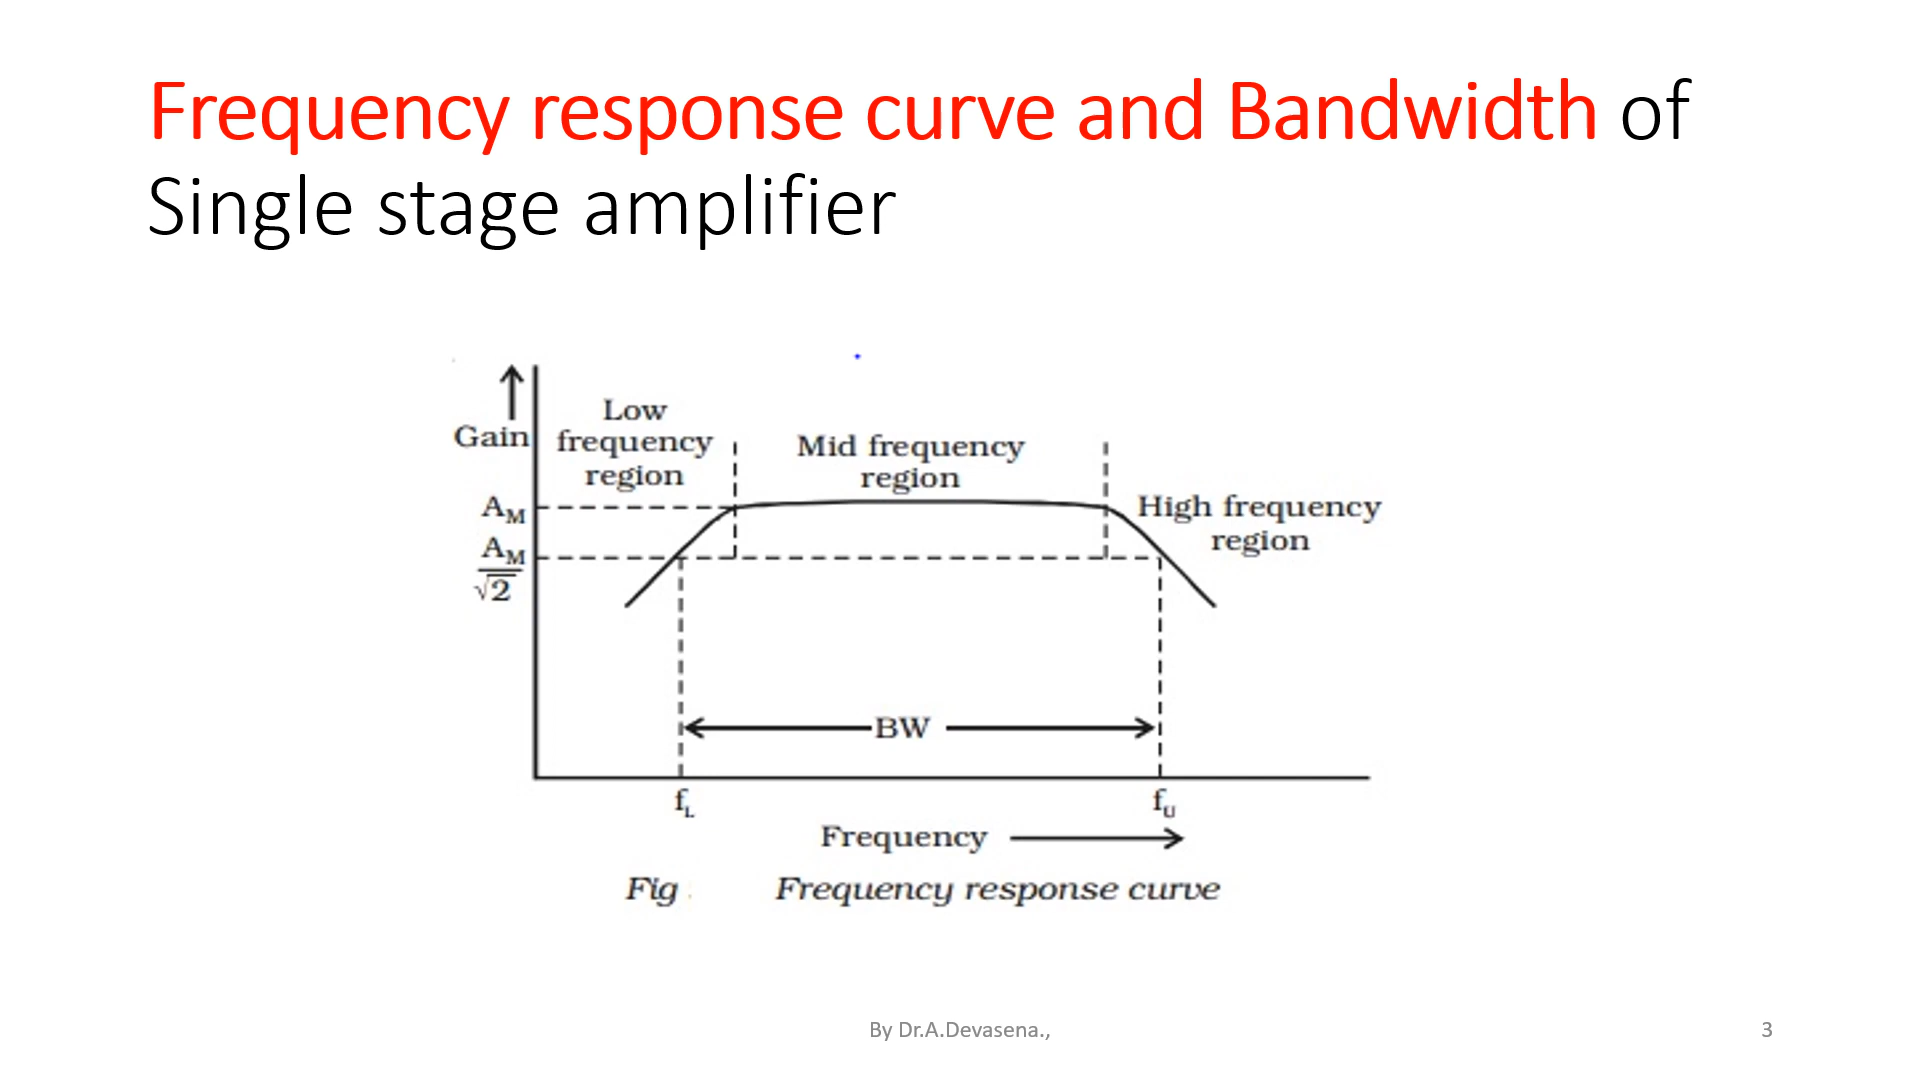 Frequency response curve and Bandwidth of
Single stage amplifier
Gain
Low
frequency
region
Mid frequency
region
High frequency
region
A_M
A_M
√2
BW
f_L
f_U
Frequency
Fig
Frequency response curve
By Dr.A.Devasena.,
3